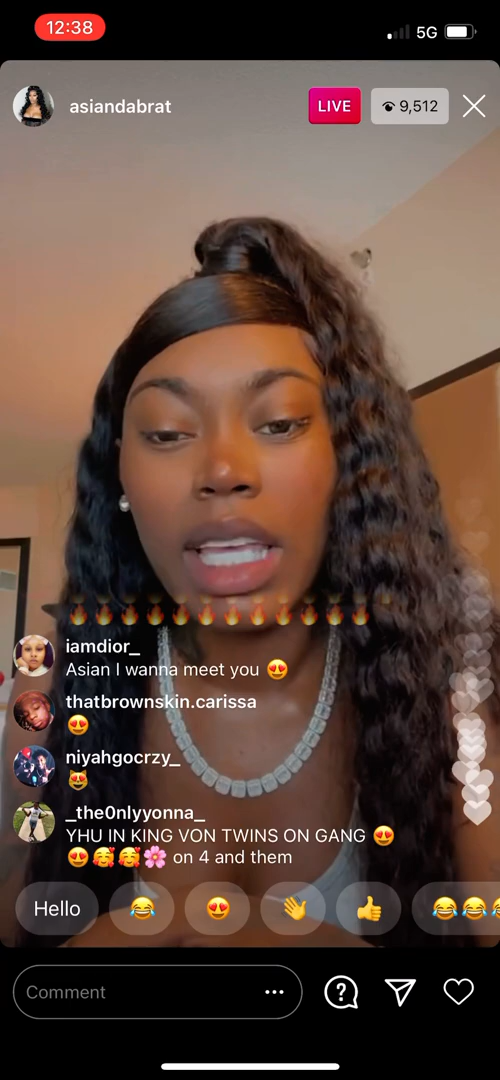 12:38
5G
asiandabrat
LIVE
9,512
🔥🔥🔥🔥🔥🔥🔥🔥🔥🔥🔥🔥
iamdior_
Asian I wanna meet you 😍
thatbrownskin.carissa
😍
niyahgocrzy_
😻
_the0nlyyonna_
YHU IN KING VON TWINS ON GANG 😍
😍🥰🥰🌸 on 4 and them
Hello 😂 😍 👋 👍 😂😂😂
Comment